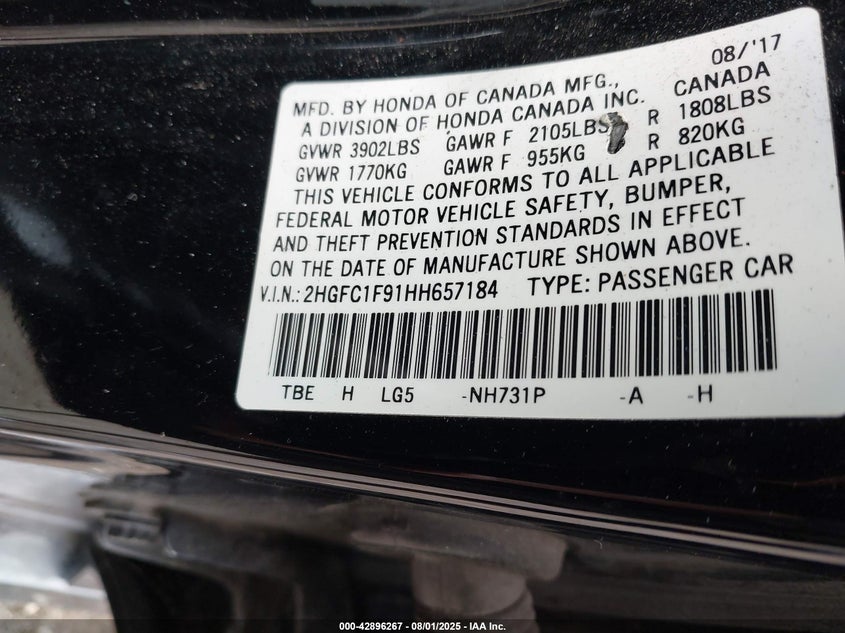 08/'17
MFD. BY HONDA OF CANADA MFG.,
A DIVISION OF HONDA CANADA INC. CANADA
GVWR 3902LBS GAWR F 2105LBS R 1808LBS
GVWR 1770KG GAWR F 955KG R 820KG
THIS VEHICLE CONFORMS TO ALL APPLICABLE
FEDERAL MOTOR VEHICLE SAFETY, BUMPER,
AND THEFT PREVENTION STANDARDS IN EFFECT
ON THE DATE OF MANUFACTURE SHOWN ABOVE.
V.I.N.: 2HGFC1F91HH657184 TYPE: PASSENGER CAR
TBE H LG5 -NH731P -A -H
000-42896267 - 08/01/2025 - IAA Inc.